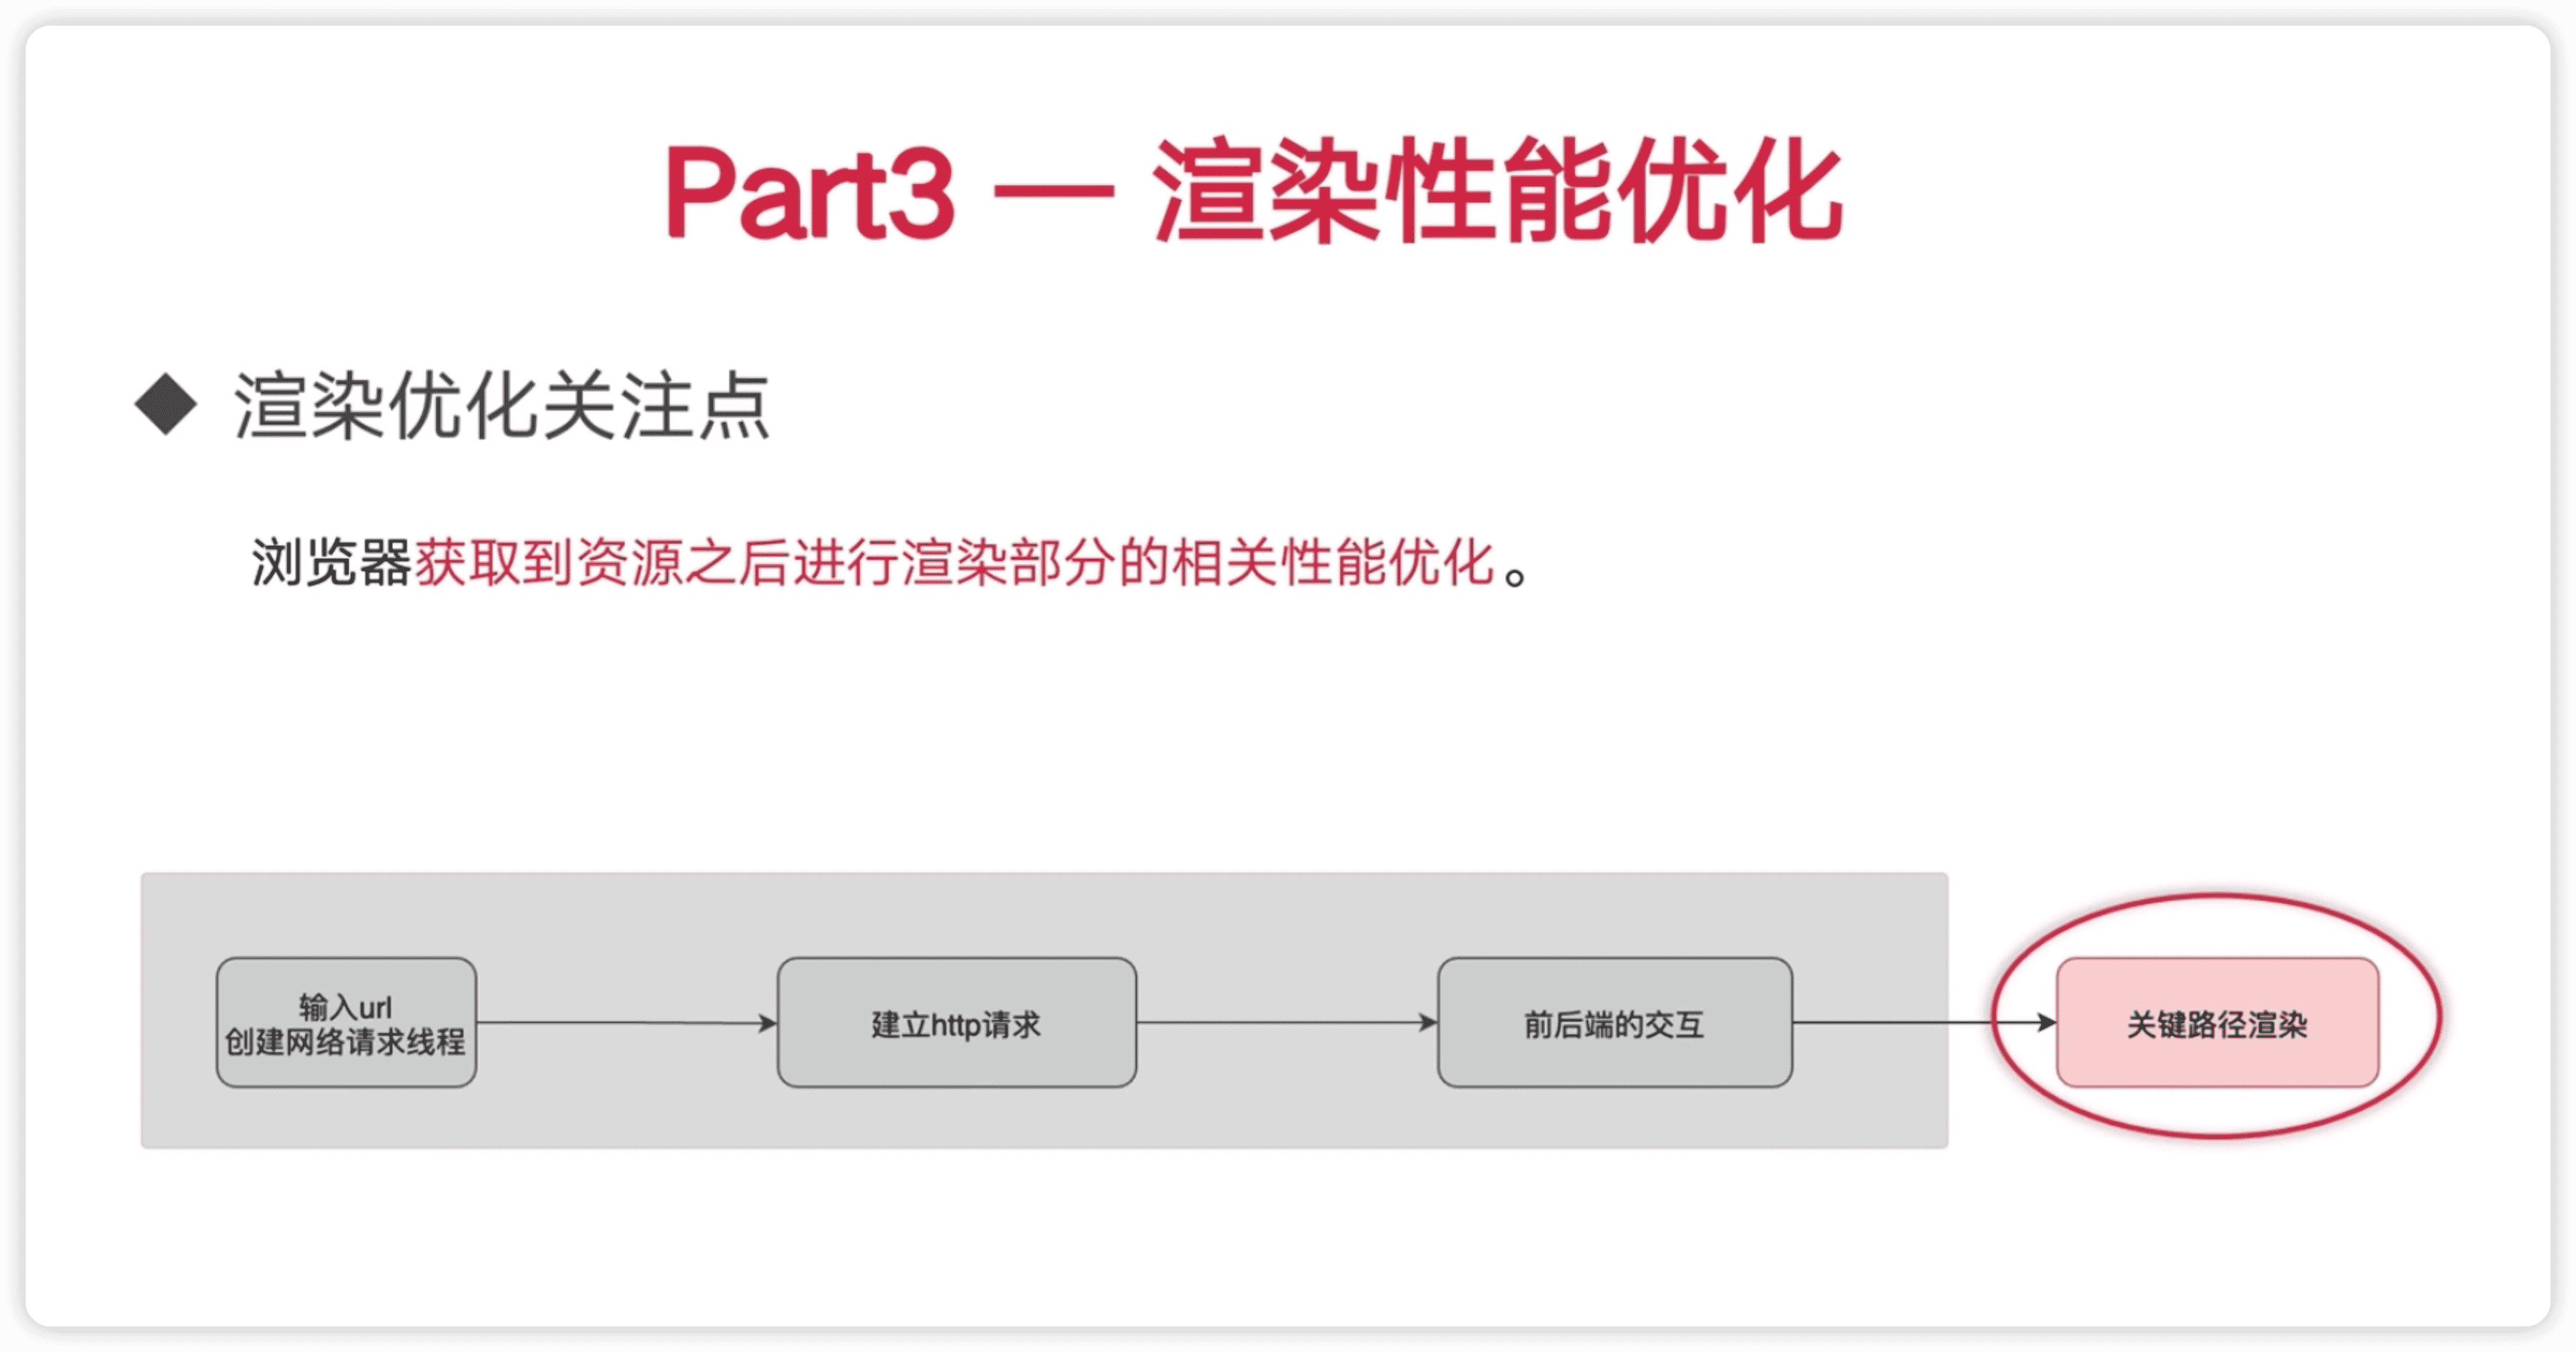 Part3 — 渲染性能优化
◆ 渲染优化关注点
浏览器获取到资源之后进行渲染部分的相关性能优化。
输入url
创建网络请求线程
建立http请求
前后端的交互
关键路径渲染